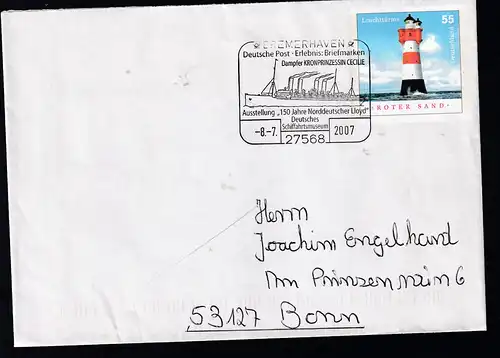 BREMERHAVEN
Deutsche Post · Erlebnis: Briefmarken
Dampfer KRONPRINZESSIN CECILIE
Ausstellung „150 Jahre Norddeutscher Lloyd"
Deutsches
Schiffahrtsmuseum
-8.-7. 2007
27568
Leuchttürme 55
Deutschland
· ROTER SAND ·
Herrn
Joachim Engelhard
Am 6
53127 Bonn